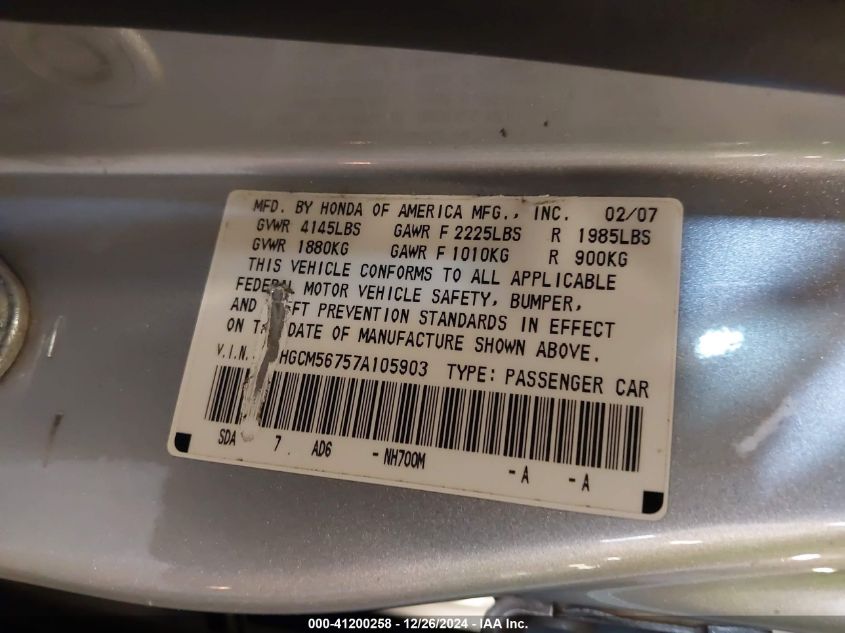 MFD. BY HONDA OF AMERICA MFG., INC. 02/07
GVWR 4145LBS GAWR F 2225LBS R 1985LBS
GVWR 1880KG GAWR F 1010KG R 900KG
THIS VEHICLE CONFORMS TO ALL APPLICABLE
FEDERAL MOTOR VEHICLE SAFETY, BUMPER,
AND THEFT PREVENTION STANDARDS IN EFFECT
ON THE DATE OF MANUFACTURE SHOWN ABOVE.
V.I.N. HGCM56757A105903 TYPE: PASSENGER CAR
SDA 7. AD6 -NH700M -A -A
000-41200258 - 12/26/2024 - IAA Inc.